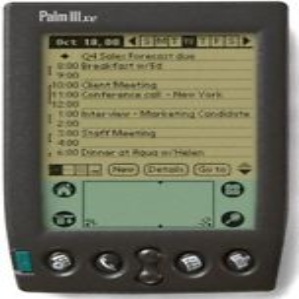 Palm IIIxe
Oct 18, 00 S M T W T F S
Q4 Sales Forecast due
8:00 Breakfast w/Ed
9:00
10:00 Client Meeting
11:00 Conference call - New York
12:00
1:00 Interview - Marketing Candidate
2:00
3:00 Staff Meeting
4:00
6:00 Dinner at Aqua w/Helen
New Details Go to